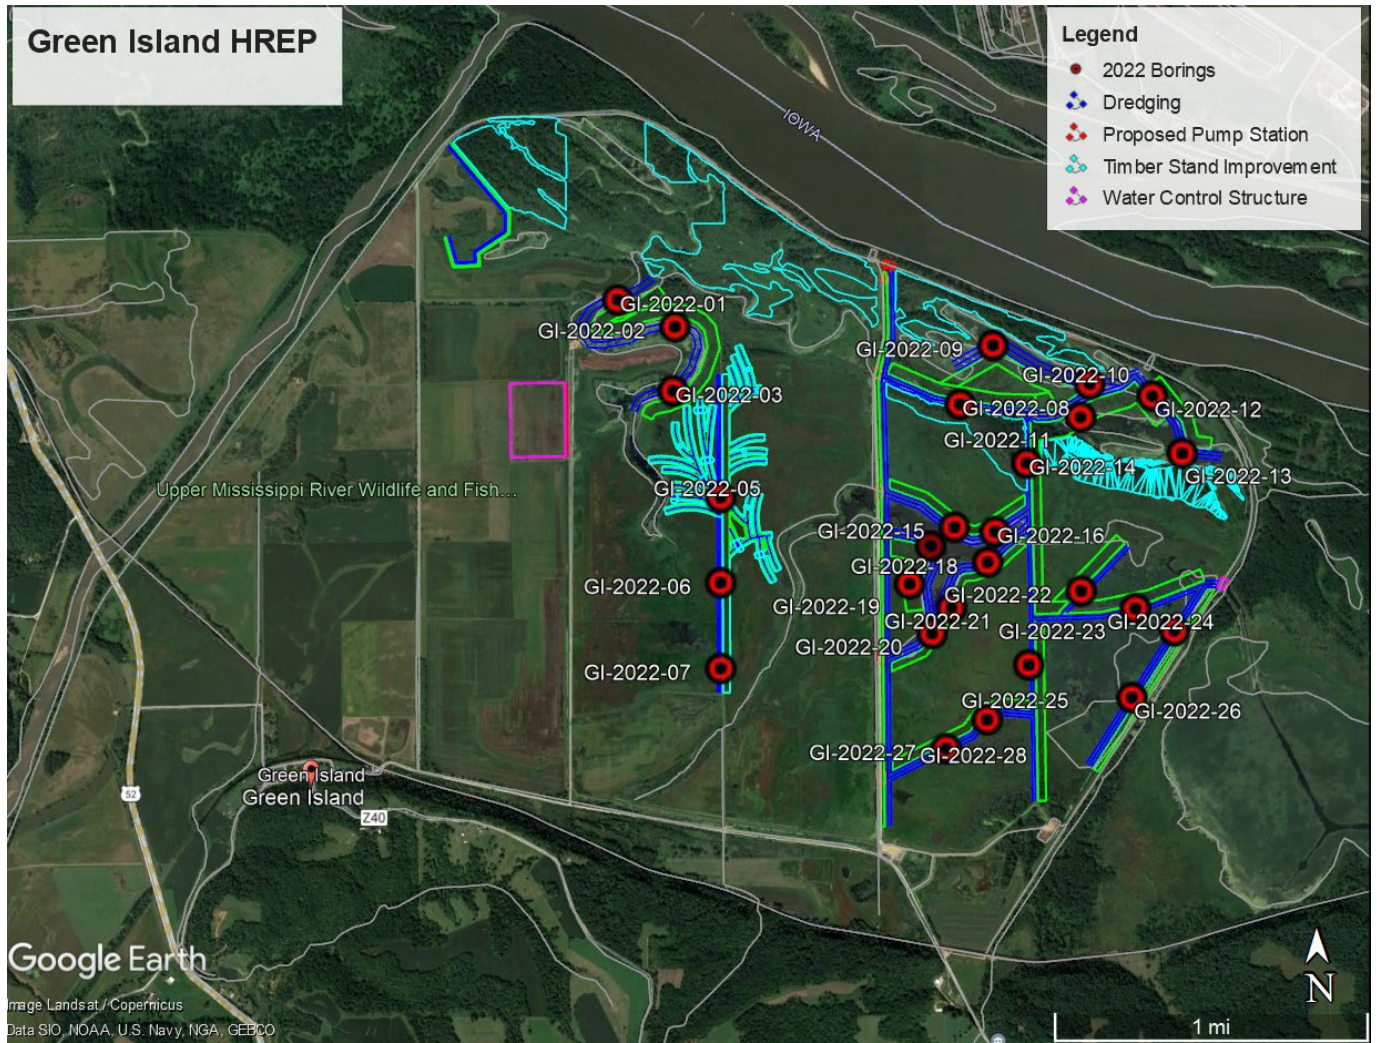 Green Island HREP
Legend
2022 Borings
Dredging
Proposed Pump Station
Timber Stand Improvement
Water Control Structure
IOWA
GI-2022-01
GI-2022-02
GI-2022-03
GI-2022-09
GI-2022-10
GI-2022-08
GI-2022-12
GI-2022-11
GI-2022-14
GI-2022-13
Upper Mississippi River Wildlife and Fish...
GI-2022-05
GI-2022-15
GI-2022-16
GI-2022-18
GI-2022-06
GI-2022-22
GI-2022-19
GI-2022-21
GI-2022-24
GI-2022-23
GI-2022-20
GI-2022-07
GI-2022-25
GI-2022-26
GI-2022-27
GI-2022-28
Green Island
Green Island
52
Z40
Google Earth
Image Landsat / Copernicus
Data SIO, NOAA, U.S. Navy, NGA, GEBCO
N
1 mi